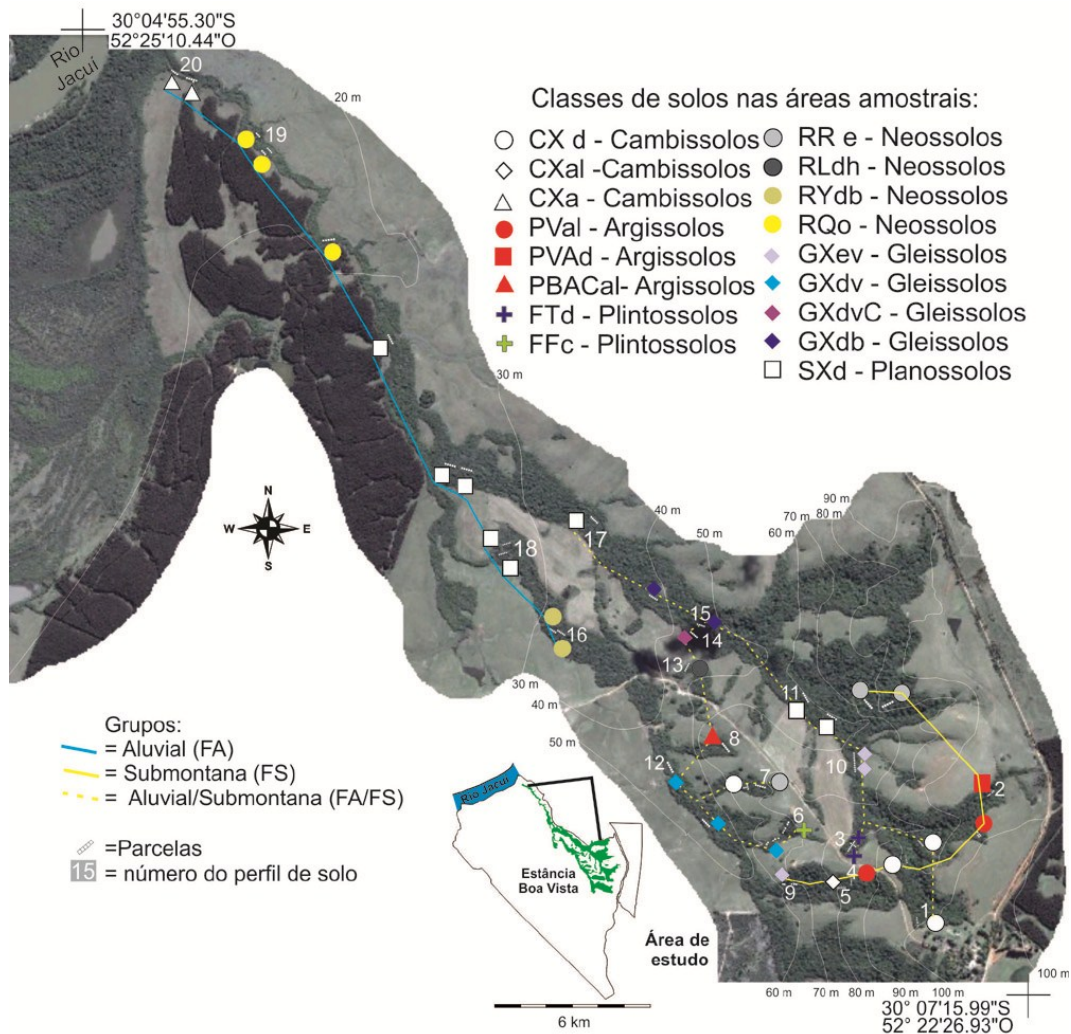 30°04'55.30"S
52°25'10.44"O
Rio Jacuí
20
20 m
19
Classes de solos nas áreas amostrais:
CX d - Cambissolos
CXal -Cambissolos
CXa - Cambissolos
PVal - Argissolos
PVAd - Argissolos
PBACal- Argissolos
FTd - Plintossolos
FFc - Plintossolos
RR e - Neossolos
RLdh - Neossolos
RYdb - Neossolos
RQo - Neossolos
GXev - Gleissolos
GXdv - Gleissolos
GXdvC - Gleissolos
GXdb - Gleissolos
SXd - Planossolos
30 m
N
W E
S
40 m
50 m
70 m
60 m
90 m
80 m
17
18
15
14
16
13
30 m
40 m
50 m
11
8
12
7
10
2
6
3
4
9
5
1
Grupos:
= Aluvial (FA)
= Submontana (FS)
= Aluvial/Submontana (FA/FS)
=Parcelas
15 = número do perfil de solo
Rio Jacuí
Estância
Boa Vista
Área de
estudo
6 km
60 m
70 m
80 m
90 m
100 m
100 m
30° 07'15.99"S
52° 22'26.93"O